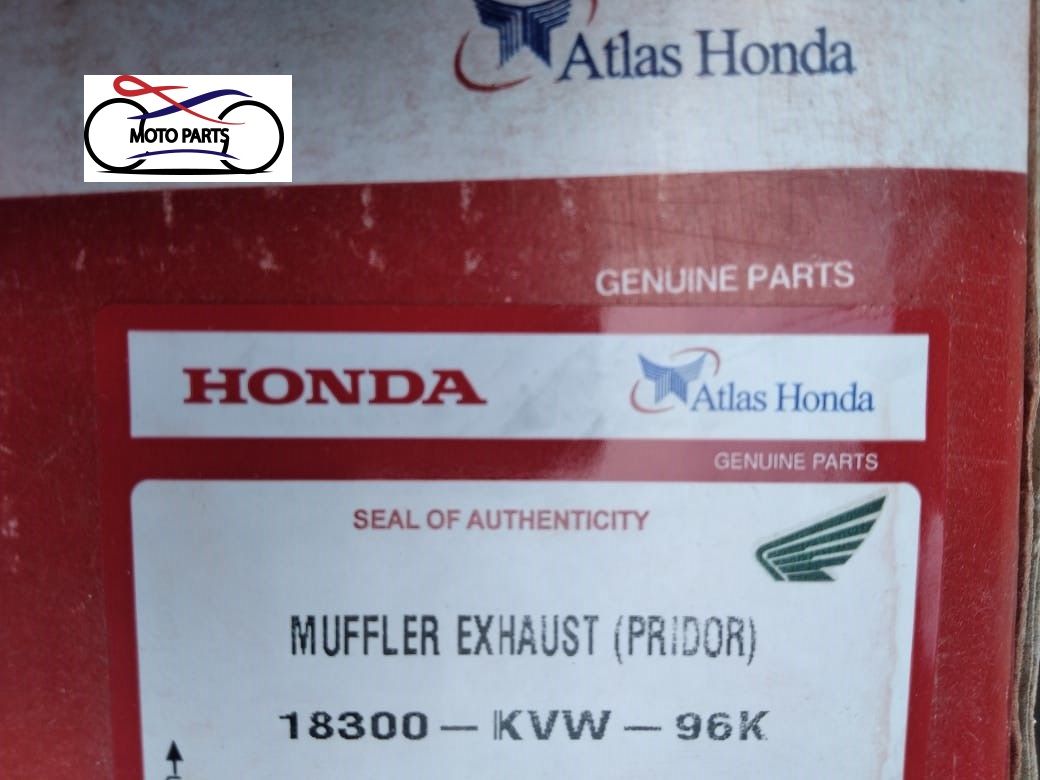 Atlas Honda
MOTO PARTS
GENUINE PARTS
HONDA
Atlas Honda
GENUINE PARTS
SEAL OF AUTHENTICITY
MUFFLER EXHAUST (PRIDOR)
18300 - KVW - 96K